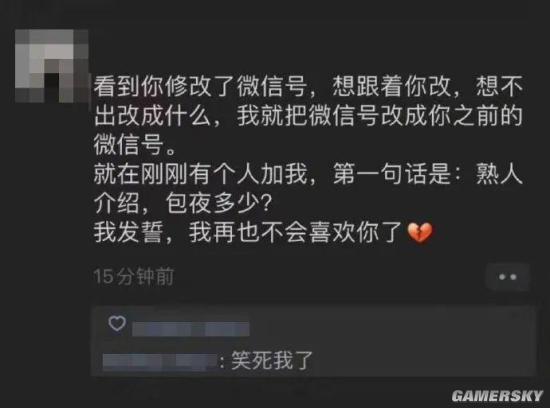 看到你修改了微信号，想跟着你改，想不
出改成什么，我就把微信号改成你之前的
微信号。
就在刚刚有个人加我，第一句话是：熟人
介绍，包夜多少？
我发誓，我再也不会喜欢你了💔
15分钟前
: 笑死我了
GAMERSKY